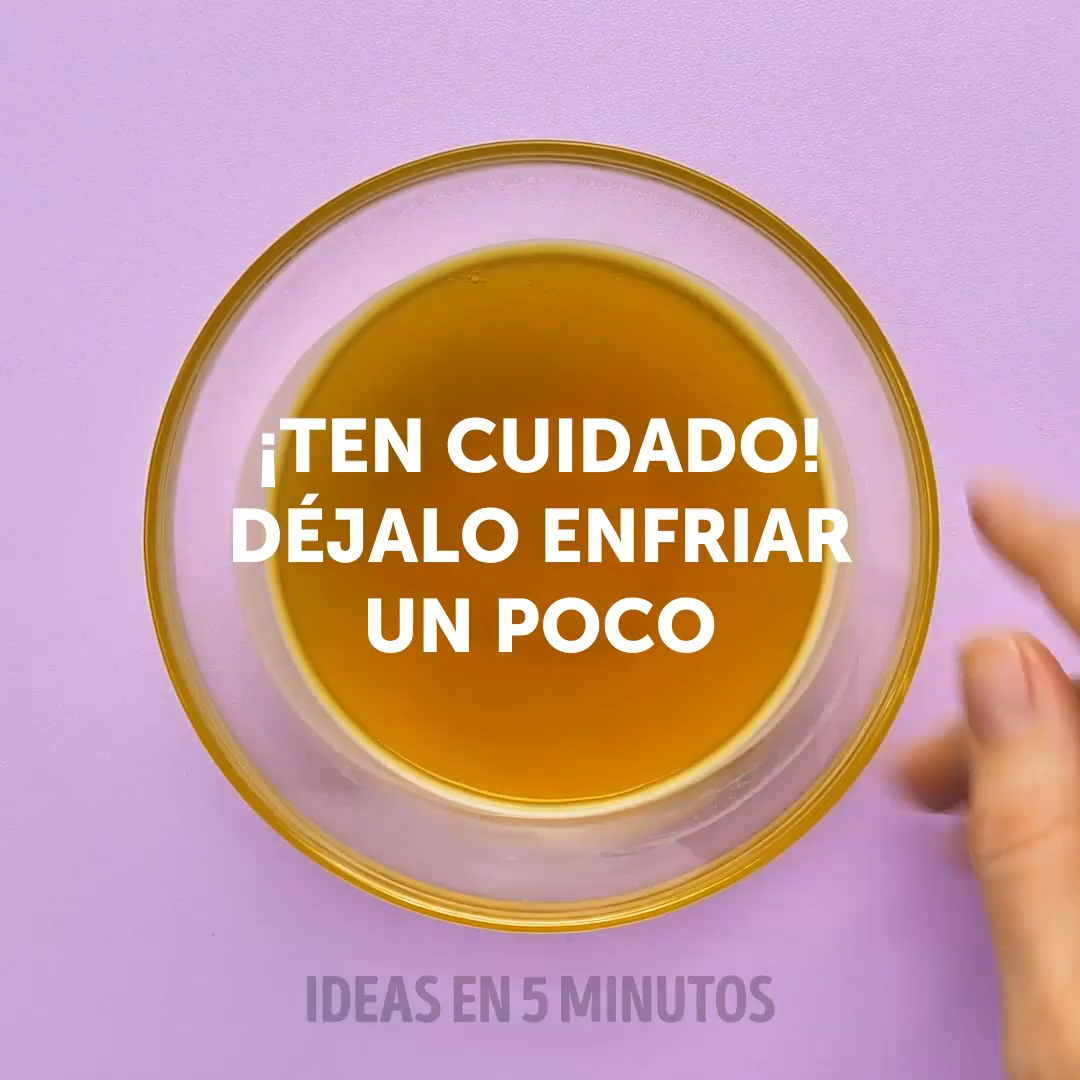 ¡TEN CUIDADO!
DÉJALO ENFRIAR
UN POCO
IDEAS EN 5 MINUTOS